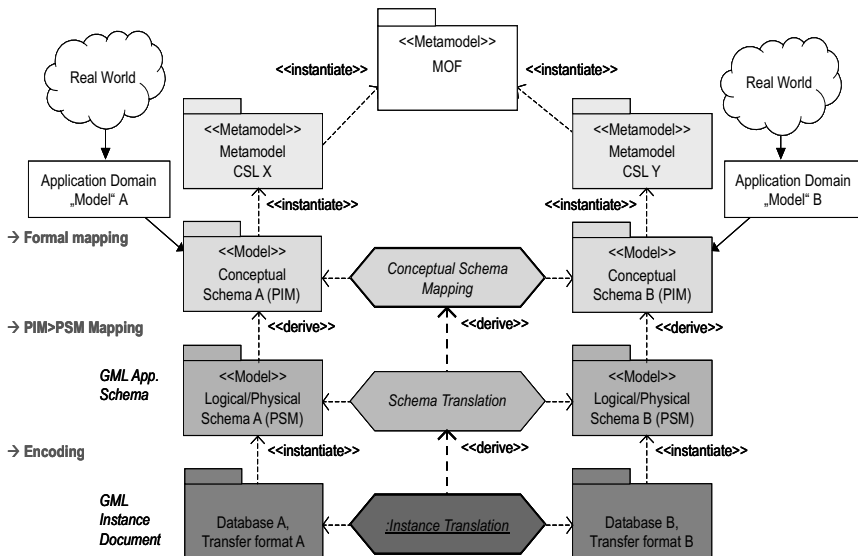 <<Metamodel>>
MOF
<<instantiate>>
<<instantiate>>
Real World
Real World
<<Metamodel>>
Metamodel
CSL X
<<Metamodel>>
Metamodel
CSL Y
Application Domain
„Model“ A
Application Domain
„Model“ B
<<instantiate>>
<<instantiate>>
→ Formal mapping
<<Model>>
Conceptual
Schema A (PIM)
Conceptual Schema
Mapping
<<Model>>
Conceptual
Schema B (PIM)
→ PIM>PSM Mapping
<<derive>>
<<derive>>
<<derive>>
GML App.
Schema
<<Model>>
Logical/Physical
Schema A (PSM)
Schema Translation
<<Model>>
Logical/Physical
Schema B (PSM)
→ Encoding
<<instantiate>>
<<derive>>
<<instantiate>>
GML
Instance
Document
Database A,
Transfer format A
:Instance Translation
Database B,
Transfer format B